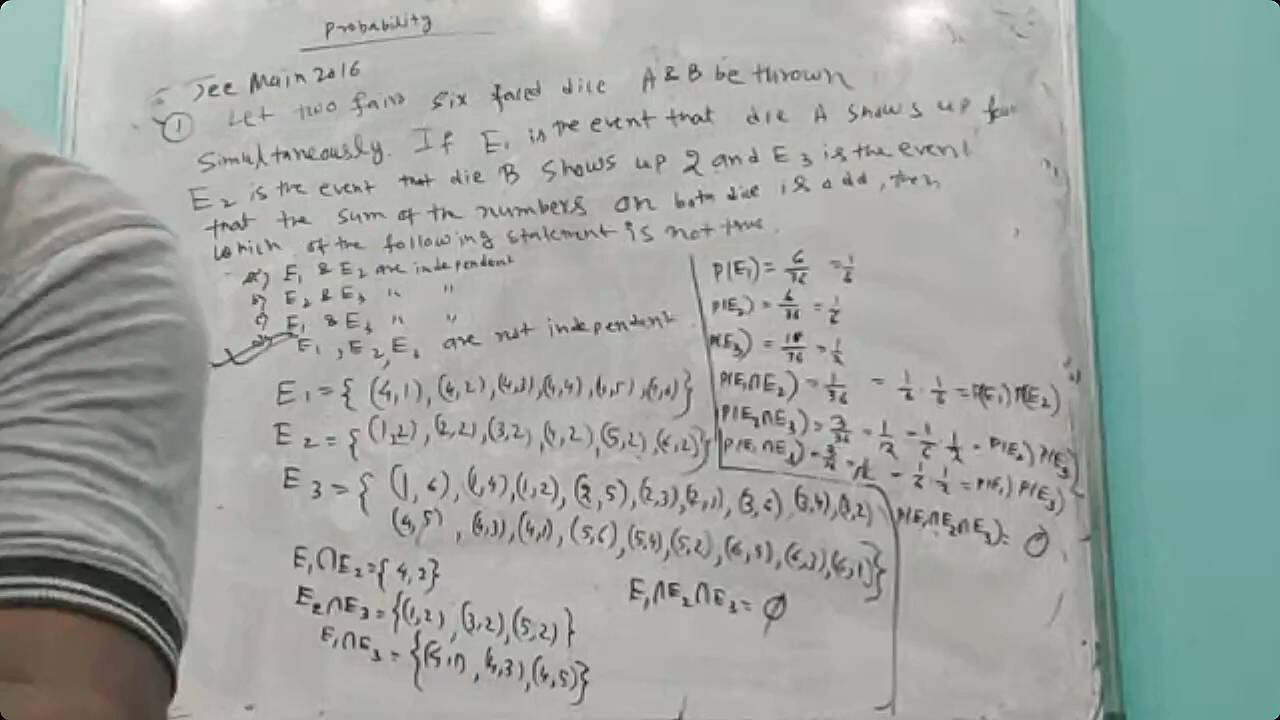 Probability
Jee Main 2016
① Let two fair six faced dice A & B be thrown
Simultaneously. If E₁ is the event that die A shows up four
E₂ is the event that die B shows up 2 and E₃ is the event
that the sum of the numbers on both dice is odd, then
which of the following statement is not true.
a) E₁ & E₂ are independent
b) E₂ & E₃ " "
c) E₁ & E₃ " "
E₁, E₂, E₃ are not independent
P(E₁) = 6/36 = 1/6
P(E₂) = 6/36 = 1/6
P(E₃) = 18/36 = 1/2
P(E₁∩E₂) = 1/36 = 1/6 . 1/6 = P(E₁) P(E₂)
P(E₂∩E₃) = 3/36 = 1/12 = 1/6 . 1/2 = P(E₂) P(E₃)
= 1/6 . 1/2 = P(E₁) P(E₃)
P(E₁∩E₂∩E₃) = 0
E₁ = { (4,1), (4,2), (4,3), (4,4), (4,5), (4,6)}
E₂ = { (1,2), (2,2), (3,2), (4,2), (5,2), (6,2)}
E₃ = { (1,6), (1,4), (1,2), (2,5), (2,3), (2,1), (3,6), (3,4), (3,2)
(4,5), (4,3), (4,1), (5,6), (5,4), (5,2), (6,5), (6,3), (6,1)}
E₁∩E₂ = { 4,2}
E₂∩E₃ = {(1,2), (3,2), (5,2)}
E₁∩E₃ = {(4,1), (4,3), (4,5)}
E₁∩E₂∩E₃ = ∅